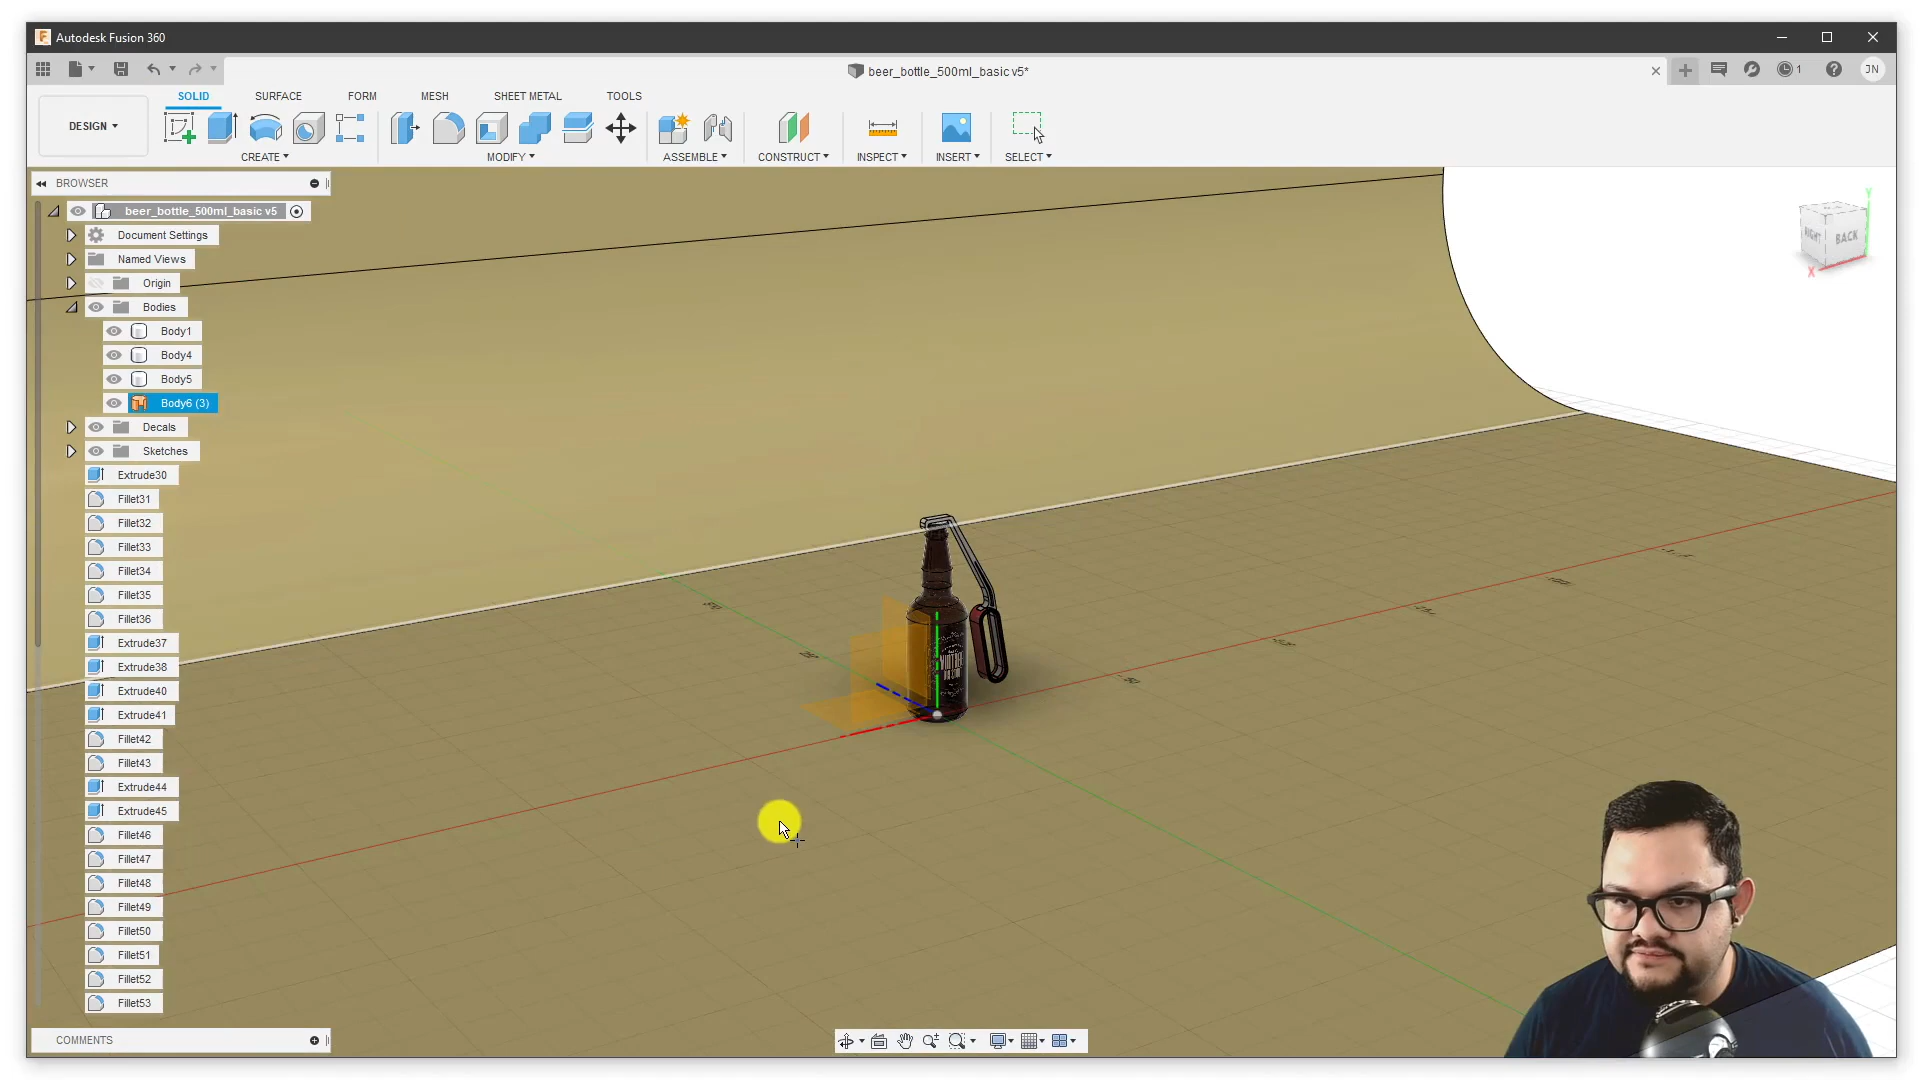 Autodesk Fusion 360
beer_bottle_500ml_basic v5*
1
JN
DESIGN
SOLID
SURFACE
FORM
MESH
SHEET METAL
TOOLS
CREATE
MODIFY
ASSEMBLE
CONSTRUCT
INSPECT
INSERT
SELECT
BROWSER
beer_bottle_500ml_basic v5
Document Settings
Named Views
Origin
Bodies
Body1
Body4
Body5
Body6 (3)
Decals
Sketches
Extrude30
Fillet31
Fillet32
Fillet33
Fillet34
Fillet35
Fillet36
Extrude37
Extrude38
Extrude40
Extrude41
Fillet42
Fillet43
Extrude44
Extrude45
Fillet46
Fillet47
Fillet48
Fillet49
Fillet50
Fillet51
Fillet52
Fillet53
COMMENTS
Y
RIGHT
BACK
X